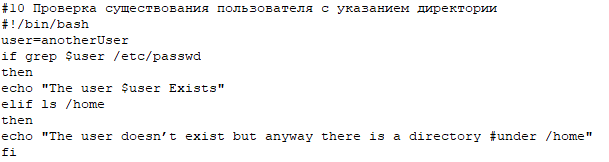 #10 Проверка существования пользователя с указанием директории
#!/bin/bash
user=anotherUser
if grep $user /etc/passwd
then
echo "The user $user Exists"
elif ls /home
then
echo "The user doesn’t exist but anyway there is a directory #under /home"
fi